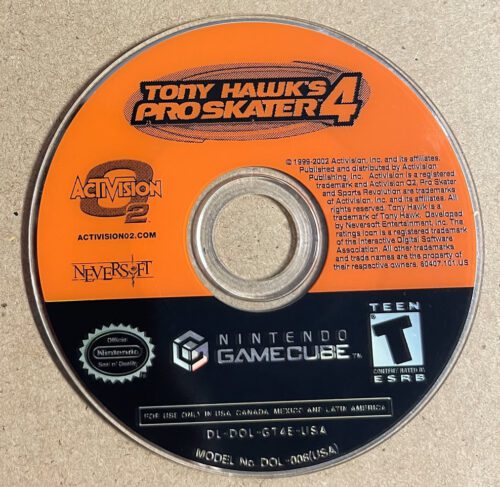 TONY HAWK'S
PRO SKATER 4
© 1999-2002 Activision, Inc. and its affiliates.
Published and distributed by Activision
Publishing, Inc. Activision is a registered
trademark and Activision O2, Pro Skater
and Sports Revolution are trademarks
of Activision, Inc. and its affiliates. All
rights reserved. Tony Hawk is a
trademark of Tony Hawk. Developed
by Neversoft Entertainment, Inc. The
ratings icon is a registered trademark
of the Interactive Digital Software
Association. All other trademarks
and trade names are the property of
their respective owners. 60407.101.US
ACTIVISION
O2
ACTIVISIONO2.COM
NEVERSOFT
TEEN
T
CONTENT RATED BY
ESRB
Official
Nintendo
Seal of Quality
NINTENDO
GAMECUBE™
FOR USE ONLY IN USA, CANADA, MEXICO AND LATIN AMERICA
DL-DOL-GT4E-USA
MODEL No. DOL-006(USA)